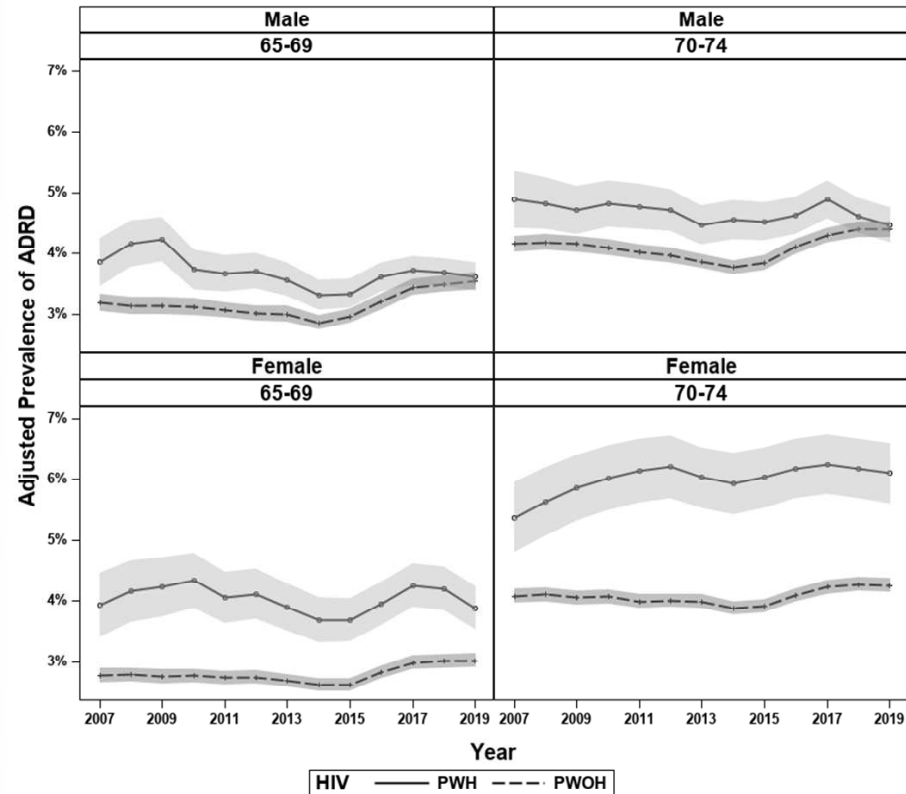 Male
Male
65-69
70-74
7%
6%
5%
4%
3%
Female
Female
65-69
70-74
7%
6%
5%
4%
3%
Adjusted Prevalence of ADRD
2007 2009 2011 2013 2015 2017 2019
2007 2009 2011 2013 2015 2017 2019
Year
HIV PWH PWOH